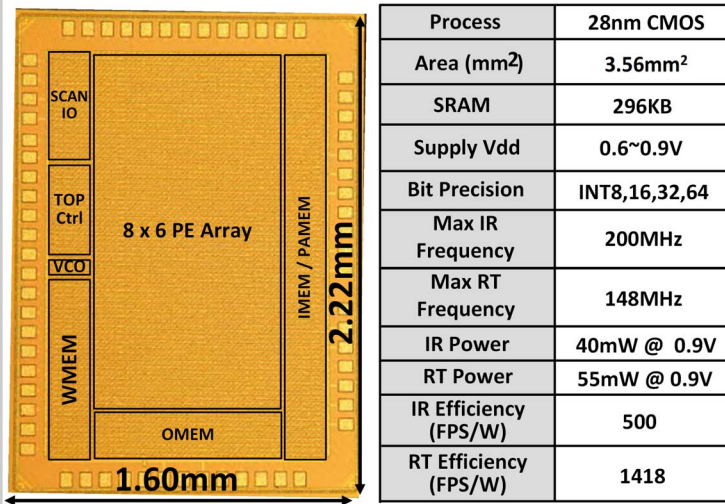 SCAN
IO
TOP
Ctrl
VCO
WMEM
8 x 6 PE Array
IMEM / PAMEM
OMEM
2.22mm
1.60mm
Process 28nm CMOS
Area (mm²) 3.56mm²
SRAM 296KB
Supply Vdd 0.6~0.9V
Bit Precision INT8,16,32,64
Max IR
Frequency
200MHz
Max RT
Frequency
148MHz
IR Power 40mW @ 0.9V
RT Power 55mW @ 0.9V
IR Efficiency
(FPS/W)
500
RT Efficiency
(FPS/W)
1418